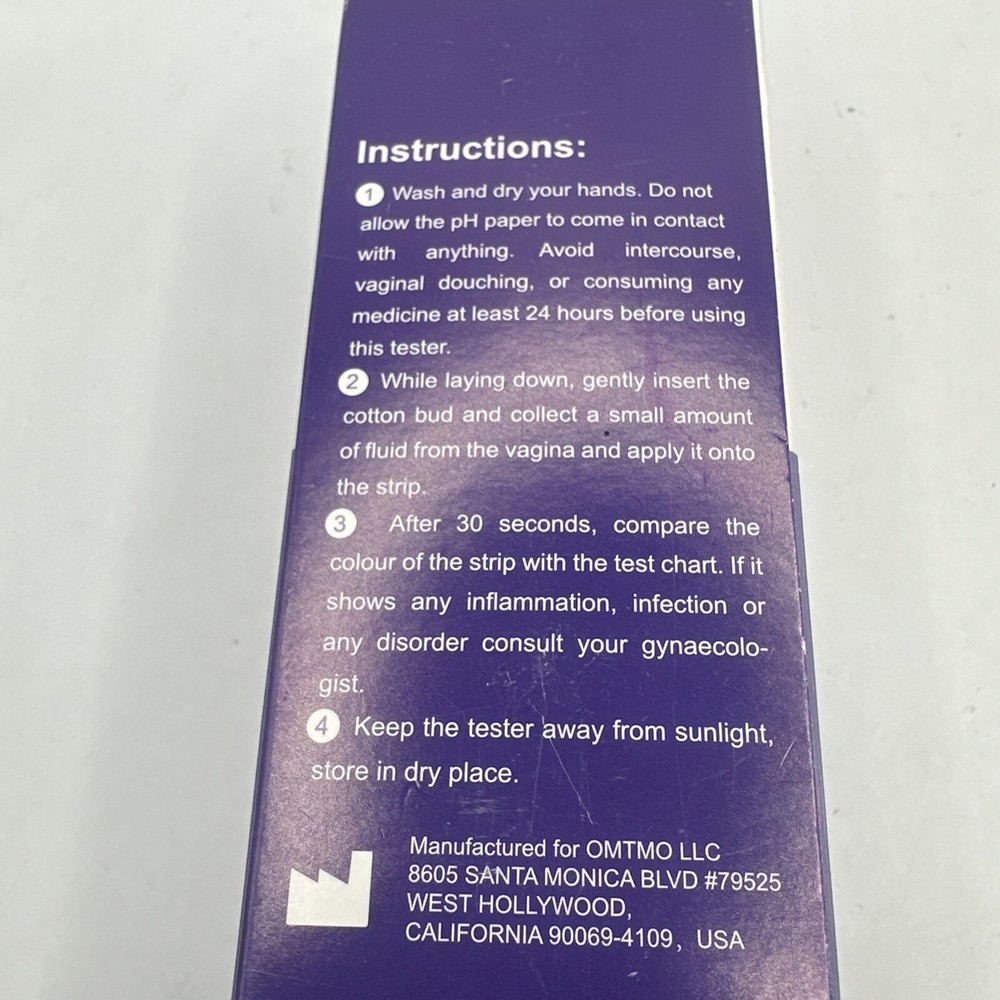 Instructions:
1 Wash and dry your hands. Do not
allow the pH paper to come in contact
with anything. Avoid intercourse,
vaginal douching, or consuming any
medicine at least 24 hours before using
this tester.
2 While laying down, gently insert the
cotton bud and collect a small amount
of fluid from the vagina and apply it onto
the strip.
3 After 30 seconds, compare the
colour of the strip with the test chart. If it
shows any inflammation, infection or
any disorder consult your gynaecolo-
gist.
4 Keep the tester away from sunlight,
store in dry place.
Manufactured for OMTMO LLC
8605 SANTA MONICA BLVD #79525
WEST HOLLYWOOD,
CALIFORNIA 90069-4109, USA